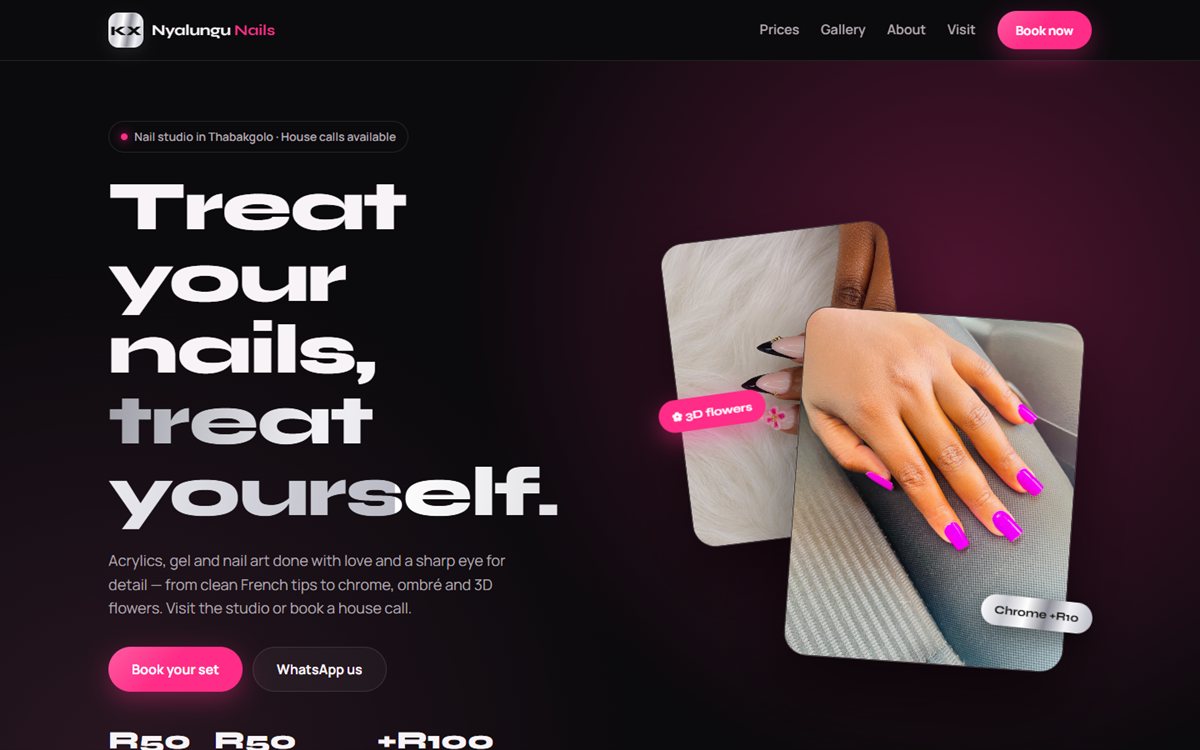 KX Nyalungu Nails
Prices Gallery About Visit Book now
Nail studio in Thabakgolo · House calls available
Treat
your
nails,
treat
yourself.
Acrylics, gel and nail art done with love and a sharp eye for
detail — from clean French tips to chrome, ombré and 3D
flowers. Visit the studio or book a house call.
Book your set WhatsApp us
R50 R50 +R100
✿ 3D flowers
Chrome +R10